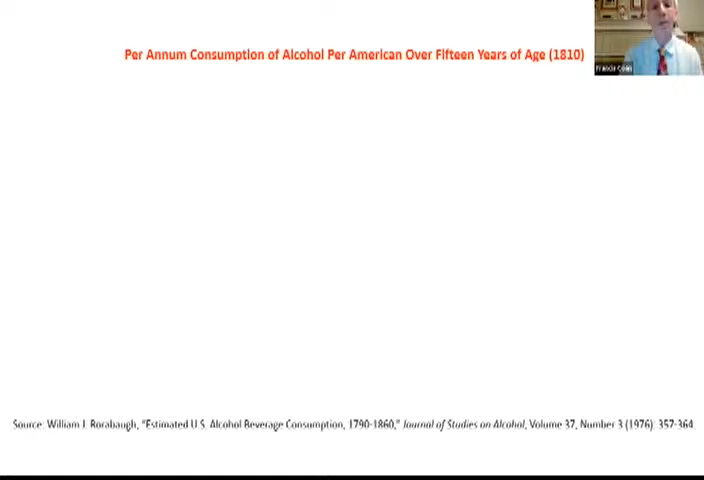 Per Annum Consumption of Alcohol Per American Over Fifteen Years of Age (1810)
Source: William J. Rorabaugh, "Estimated U.S. Alcohol Beverage Consumption, 1790-1860," Journal of Studies on Alcohol, Volume 37, Number 3 (1976): 357-364.